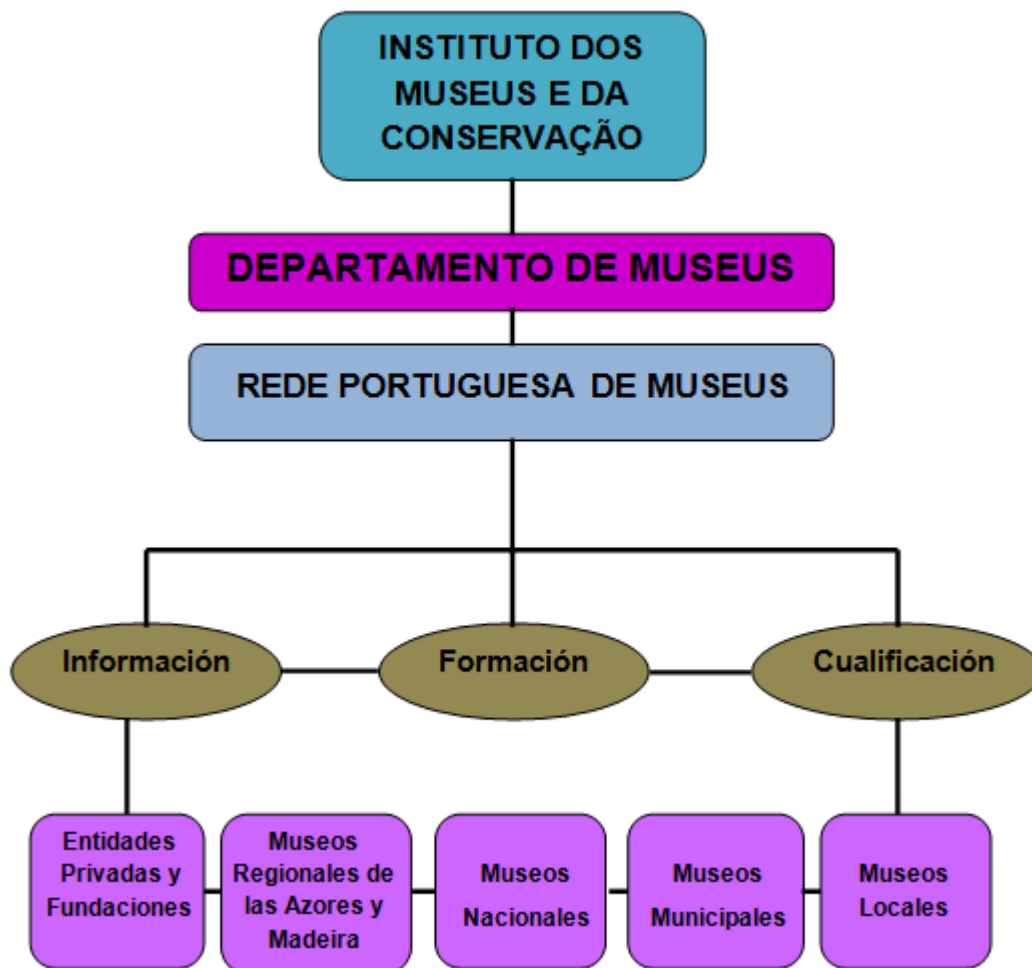 INSTITUTO DOS
MUSEUS E DA
CONSERVAÇÃO
DEPARTAMENTO DE MUSEUS
REDE PORTUGUESA DE MUSEUS
Información
Formación
Cualificación
Entidades
Privadas y
Fundaciones
Museos
Regionales de
las Azores y
Madeira
Museos
Nacionales
Museos
Municipales
Museos
Locales